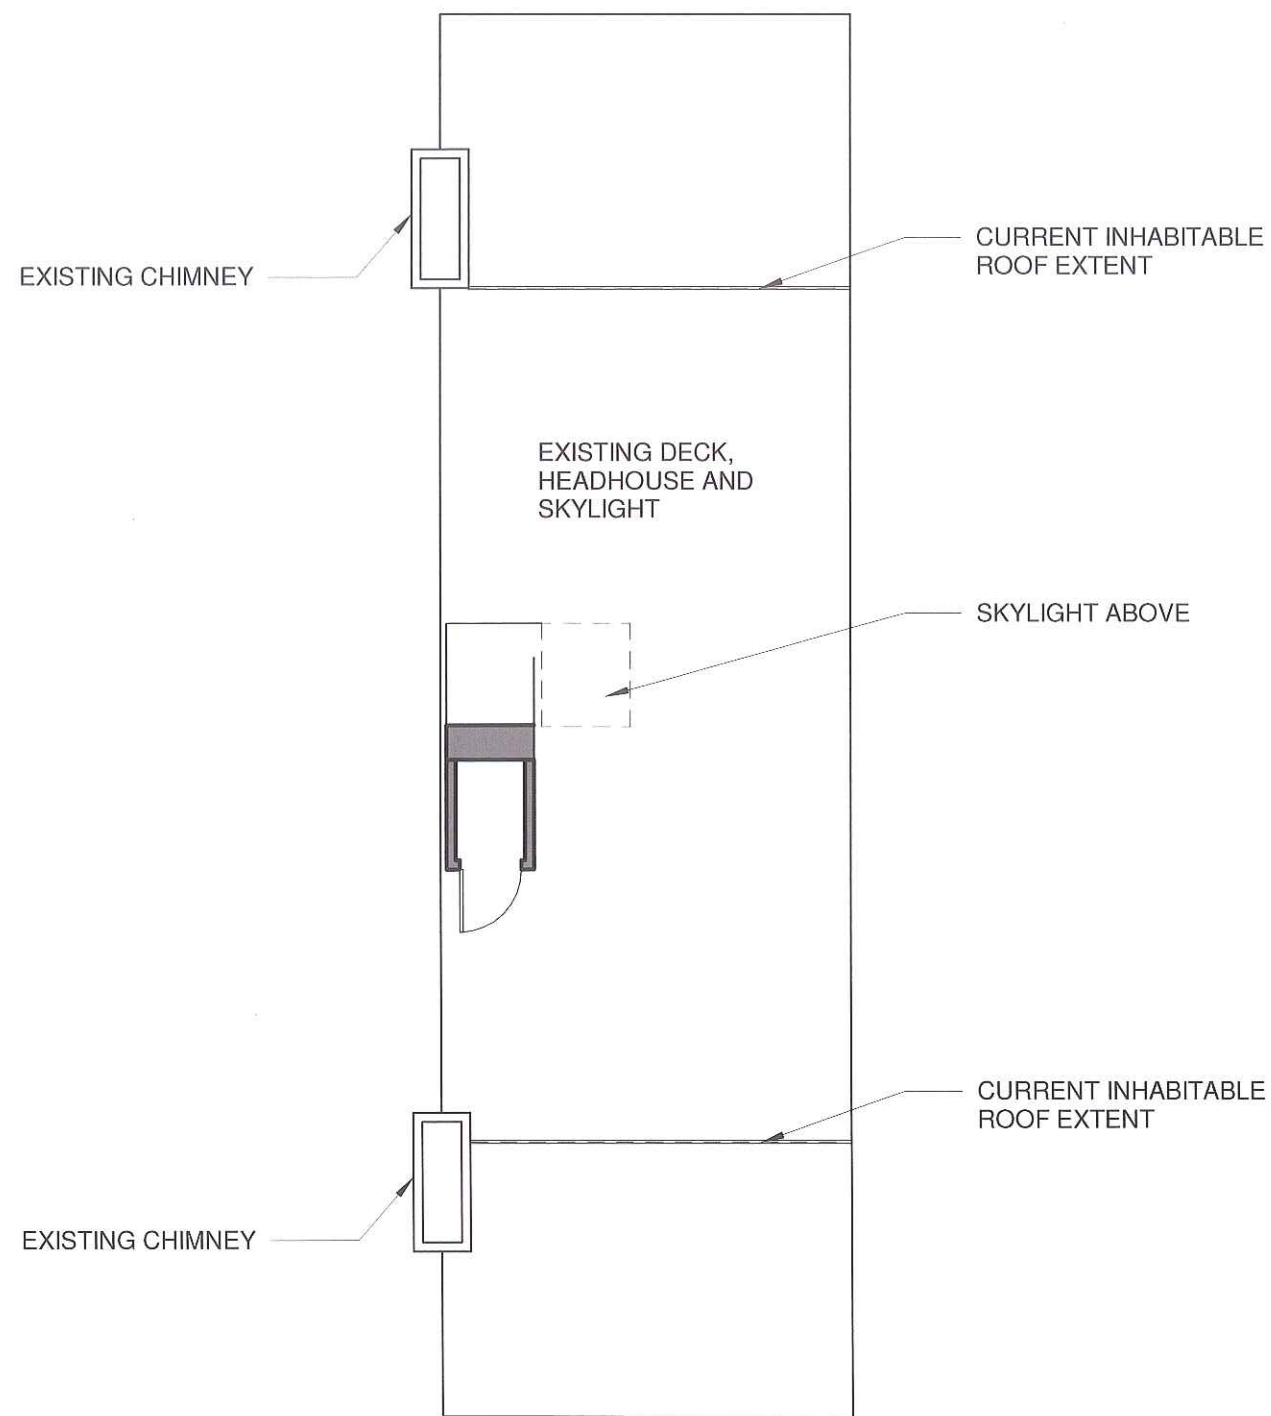 CURRENT INHABITABLE
ROOF EXTENT
EXISTING CHIMNEY
EXISTING DECK,
HEADHOUSE AND
SKYLIGHT
SKYLIGHT ABOVE
CURRENT INHABITABLE
ROOF EXTENT
EXISTING CHIMNEY